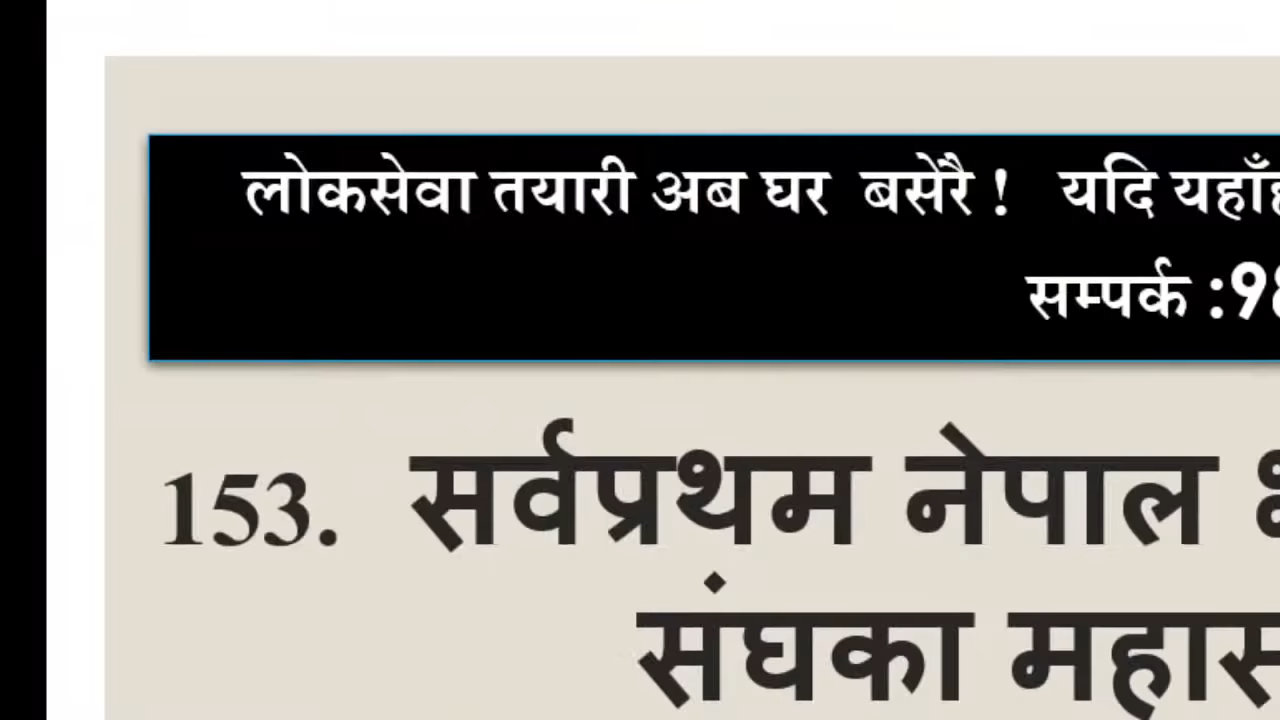 लोकसेवा तयारी अब घर बसेरै ! यदि
सम्पर्क :
153. सर्वप्रथम नेपाल
संघका